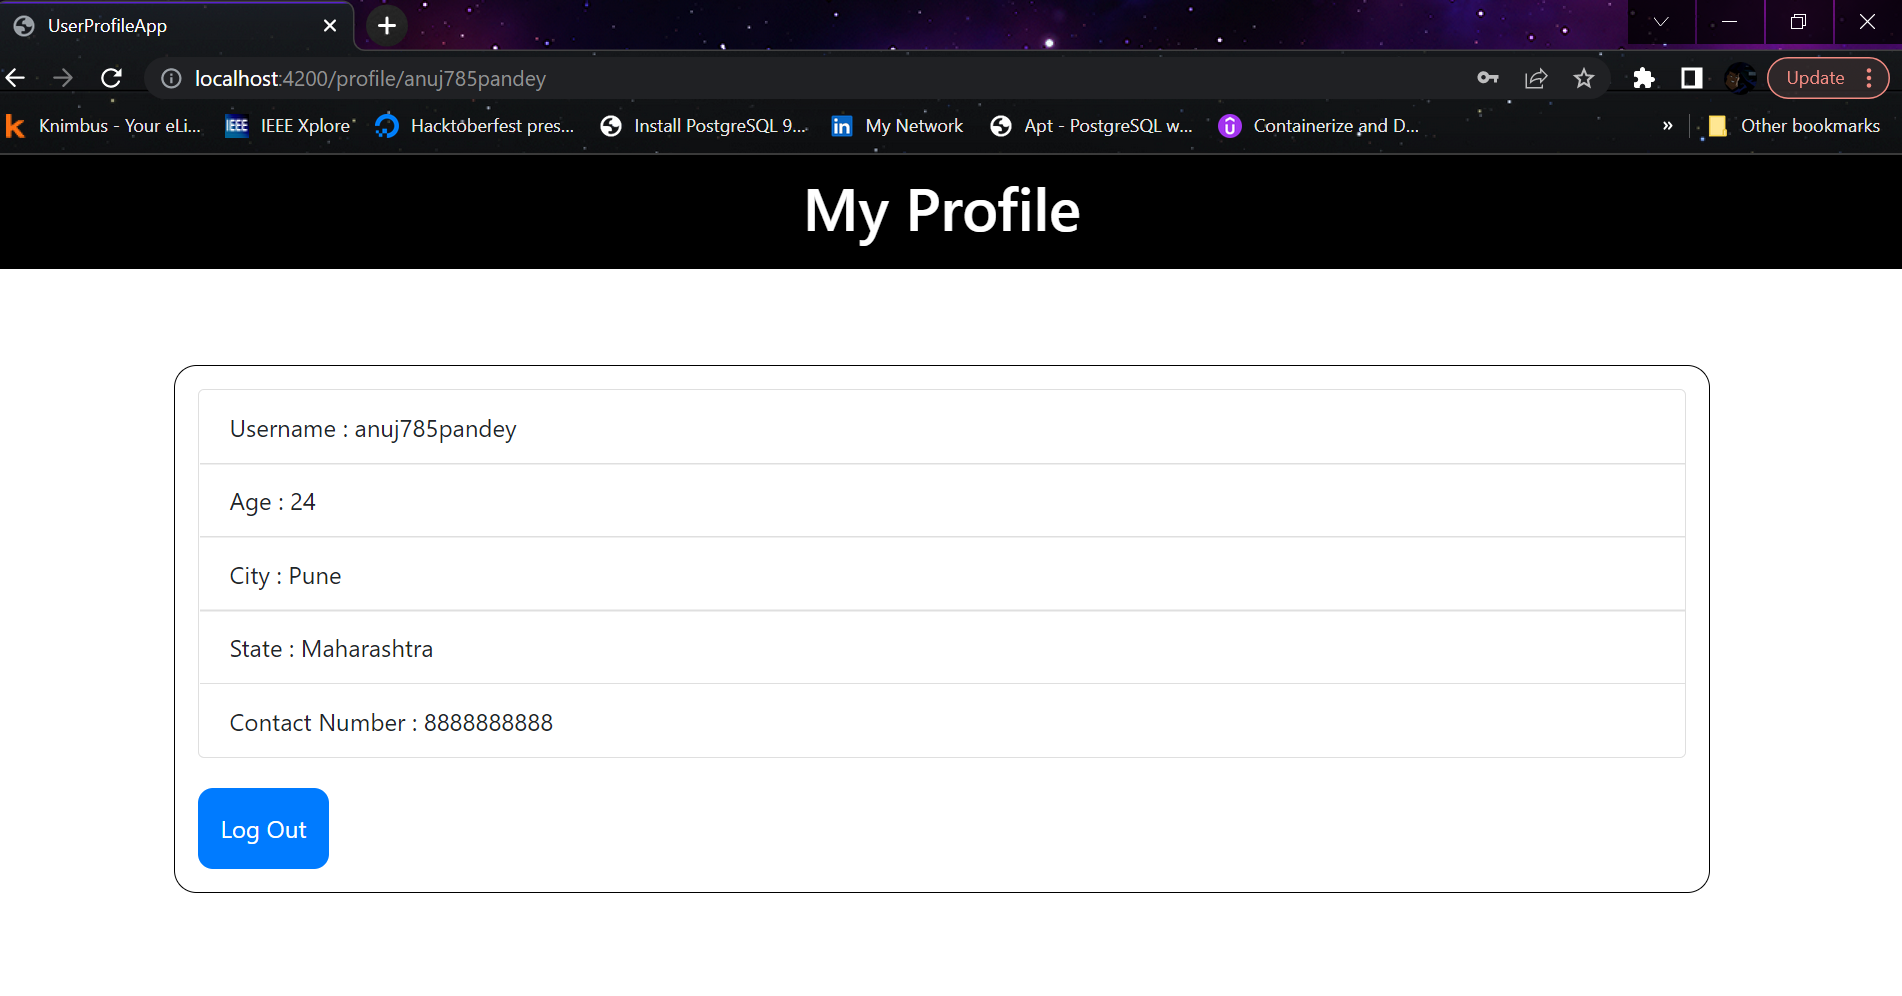 UserProfileApp
localhost:4200/profile/anuj785pandey
Update
Knimbus - Your eLi...
IEEE
IEEE Xplore
Hacktoberfest pres...
Install PostgreSQL 9...
in
My Network
Apt - PostgreSQL w...
Containerize and D...
»
Other bookmarks
My Profile
Username : anuj785pandey
Age : 24
City : Pune
State : Maharashtra
Contact Number : 8888888888
Log Out